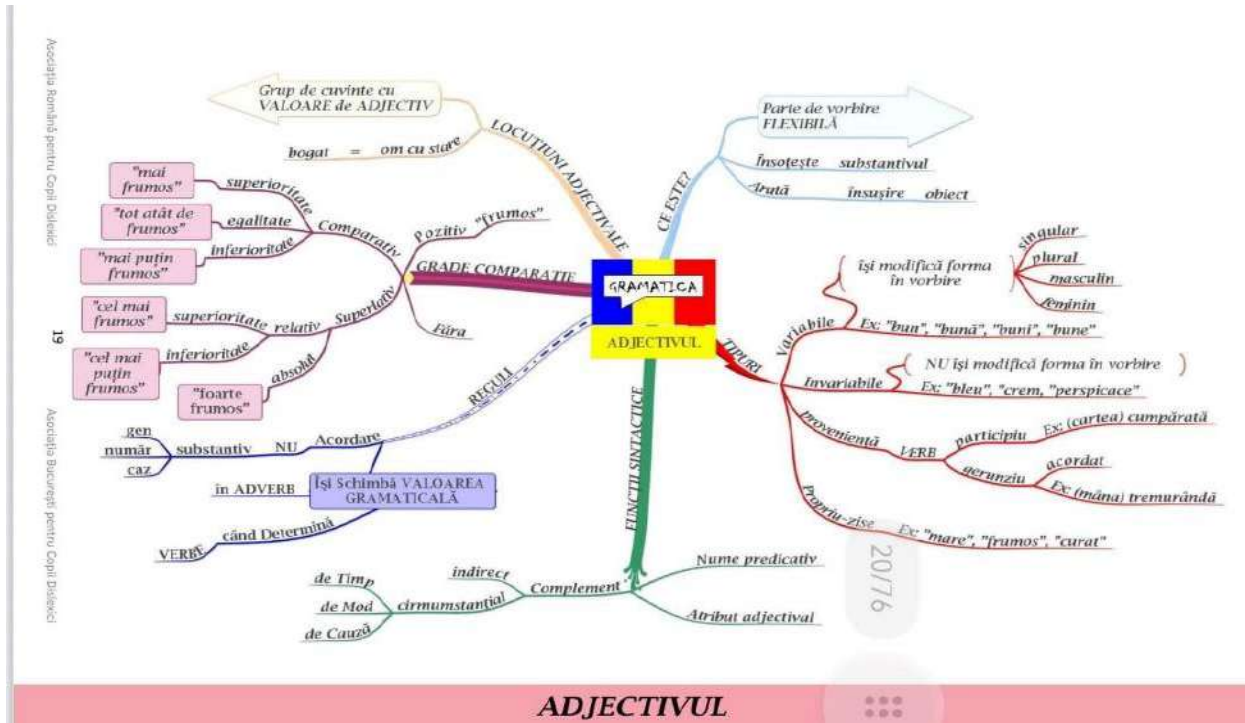 Asociația Română pentru Copii Dislexici
19
Asociația București pentru Copii Dislexici
GRAMATICA
ADJECTIVUL
CE ESTE?
Parte de vorbire
FLEXIBILĂ
Însoțește substantivul
Arată însușire obiect
TIPURI
Variabile
își modifică forma
în vorbire
singular
plural
masculin
feminin
Ex: "bun", "bună", "buni", "bune"
Invariabile
NU își modifică forma în vorbire
Ex: "bleu", "crem, "perspicace"
proveniență
VERB
participiu
Ex: (cartea) cumpărată
gerunziu
acordat
Ex: (mâna) tremurândă
propriu-zise
Ex: "mare", "frumos", "curat"
FUNCȚII SINTACTICE
Nume predicativ
Atribut adjectival
Complement
indirect
cirmumstanțial
de Timp
de Mod
de Cauză
REGULI
Acordare
NU
substantiv
gen
număr
caz
Își Schimbă VALOAREA
GRAMATICALĂ
în ADVERB
când Determină
VERBE
GRADE COMPARAȚIE
Pozitiv "frumos"
Comparativ
superioritate
"mai
frumos"
egalitate
"tot atât de
frumos"
inferioritate
"mai puțin
frumos"
Superlativ
relativ
superioritate
"cel mai
frumos"
inferioritate
"cel mai
puțin
frumos"
absolut
"foarte
frumos"
Fără
LOCUȚIUNI ADJECTIVALE
Grup de cuvinte cu
VALOARE de ADJECTIV
bogat = om cu stare
20/76
ADJECTIVUL